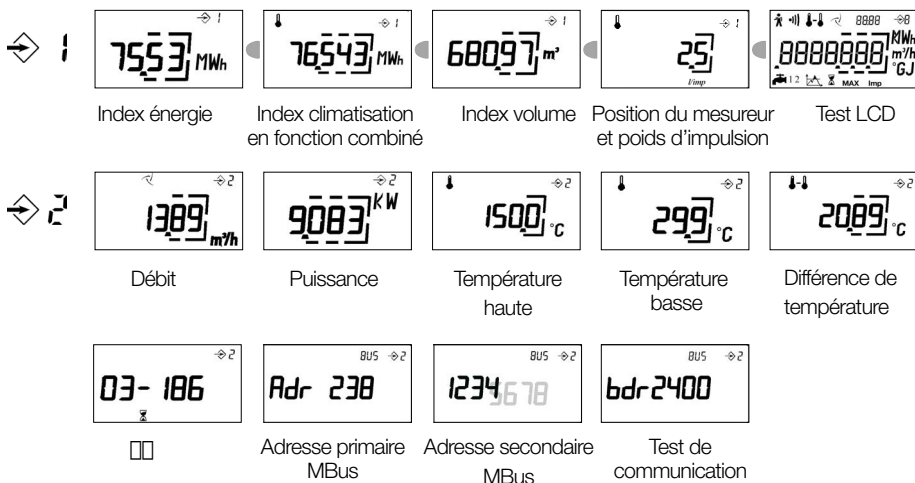 1
1
7553 MWh
1
76543 MWh
1
68097 m³
1
25
l/imp
1-1 8888 8
8888888 KMWh m³/h °GJ
1 2 MAX Imp
Index énergie
Index climatisation
en fonction combiné
Index volume
Position du mesureur
et poids d'impulsion
Test LCD
2
2
1389 m³/h
2
9083 KW
2
1500 °C
2
299 °C
2
2089 °C
Débit
Puissance
Température
haute
Température
basse
Différence de
température
2
03-186
BUS 2
Adr 238
BUS 2
12345678
BUS 2
bdr2400
Adresse primaire
MBus
Adresse secondaire
MBus
Test de
communication